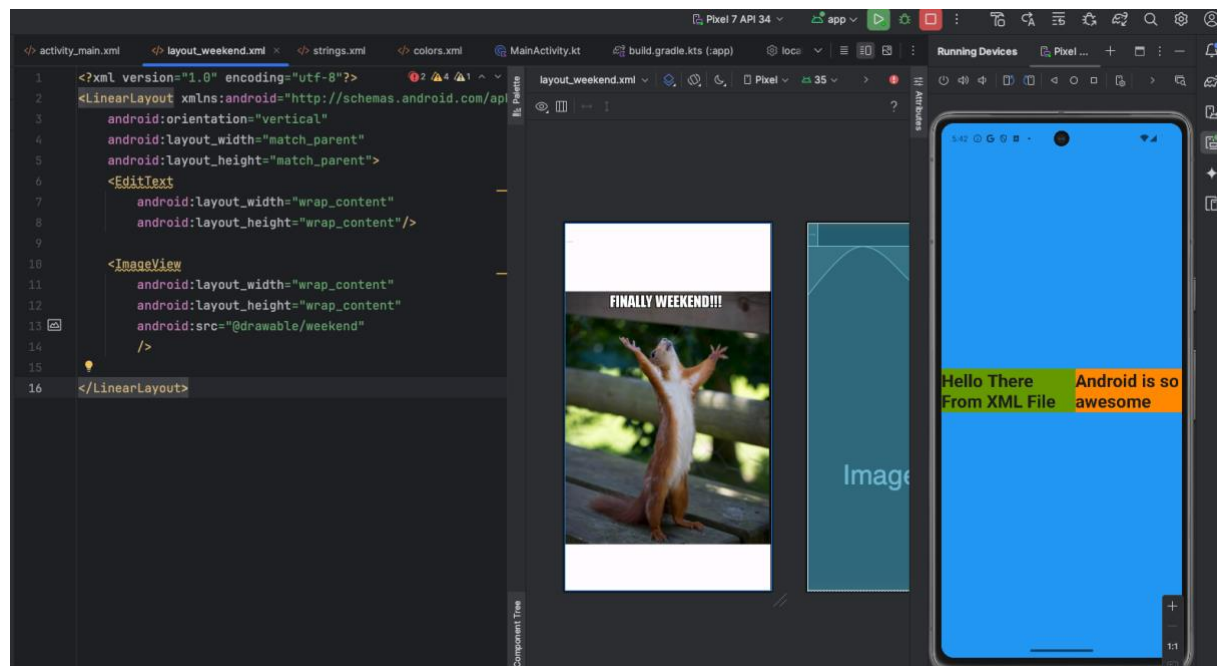 Pixel 7 API 34
app
activity_main.xml
layout_weekend.xml
strings.xml
colors.xml
MainActivity.kt
build.gradle.kts (:app)
loca
Running Devices
Pixel ...
1 <?xml version="1.0" encoding="utf-8"?>
2 4 1
2 <LinearLayout xmlns:android="http://schemas.android.com/ap
3 android:orientation="vertical"
4 android:layout_width="match_parent"
5 android:layout_height="match_parent">
6 <EditText
7 android:layout_width="wrap_content"
8 android:layout_height="wrap_content"/>
9
10 <ImageView
11 android:layout_width="wrap_content"
12 android:layout_height="wrap_content"
13 android:src="@drawable/weekend"
14 />
15
16 </LinearLayout>
Palette
layout_weekend.xml
Pixel
35
Attributes
Component Tree
FINALLY WEEKEND!!!
Image
5:42
Hello There
From XML File
Android is so
awesome
1:1